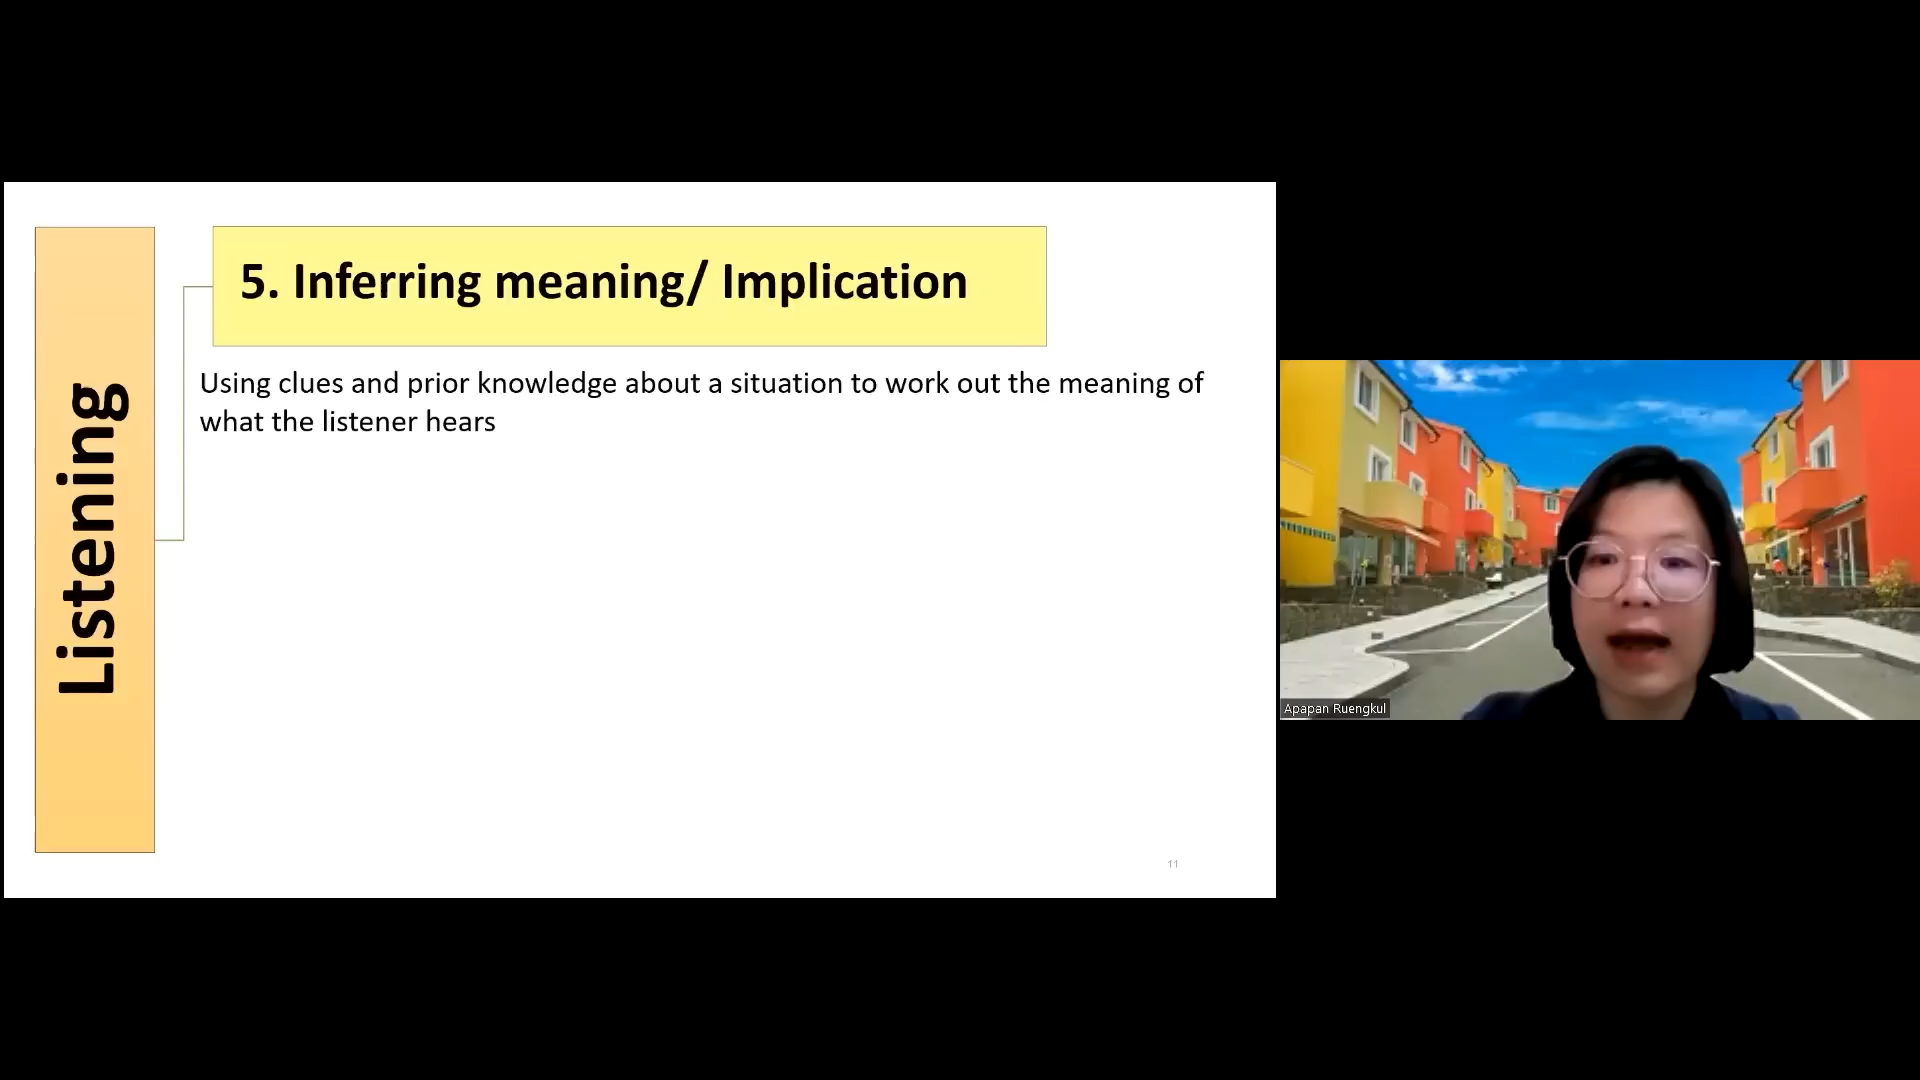 Listening
5. Inferring meaning/ Implication
Using clues and prior knowledge about a situation to work out the meaning of
what the listener hears
11
Apapan Ruengkul